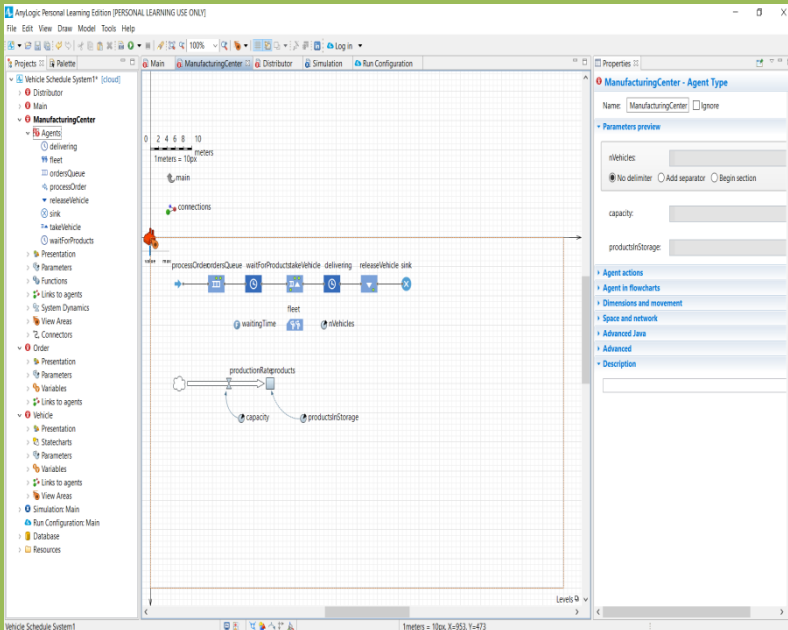 AnyLogic Personal Learning Edition [PERSONAL LEARNING USE ONLY]
File Edit View Draw Model Tools Help
100% Log in
Projects Palette
Vehicle Schedule System1* [cloud]
Distributor
Main
ManufacturingCenter
Agents
delivering
fleet
ordersQueue
processOrder
releaseVehicle
sink
takeVehicle
waitForProducts
Presentation
Parameters
Functions
Links to agents
System Dynamics
View Areas
Connectors
Order
Presentation
Parameters
Variables
Links to agents
Vehicle
Presentation
Statecharts
Parameters
Variables
Links to agents
View Areas
Simulation: Main
Run Configuration: Main
Database
Resources
Main ManufacturingCenter Distributor Simulation Run Configuration
0 2 4 6 8 10
meters
1meters = 10px
main
connections
processOrder ordersQueue waitForProducts takeVehicle delivering releaseVehicle sink
fleet
waitingTime nVehicles
productionRate products
capacity productsInStorage
Levels
Properties
ManufacturingCenter - Agent Type
Name: ManufacturingCenter Ignore
Parameters preview
nVehicles:
No delimiter Add separator Begin section
capacity:
productsInStorage:
Agent actions
Agent in flowcharts
Dimensions and movement
Space and network
Advanced Java
Advanced
Description
Vehicle Schedule System1 1meters = 10px, X=953, Y=473